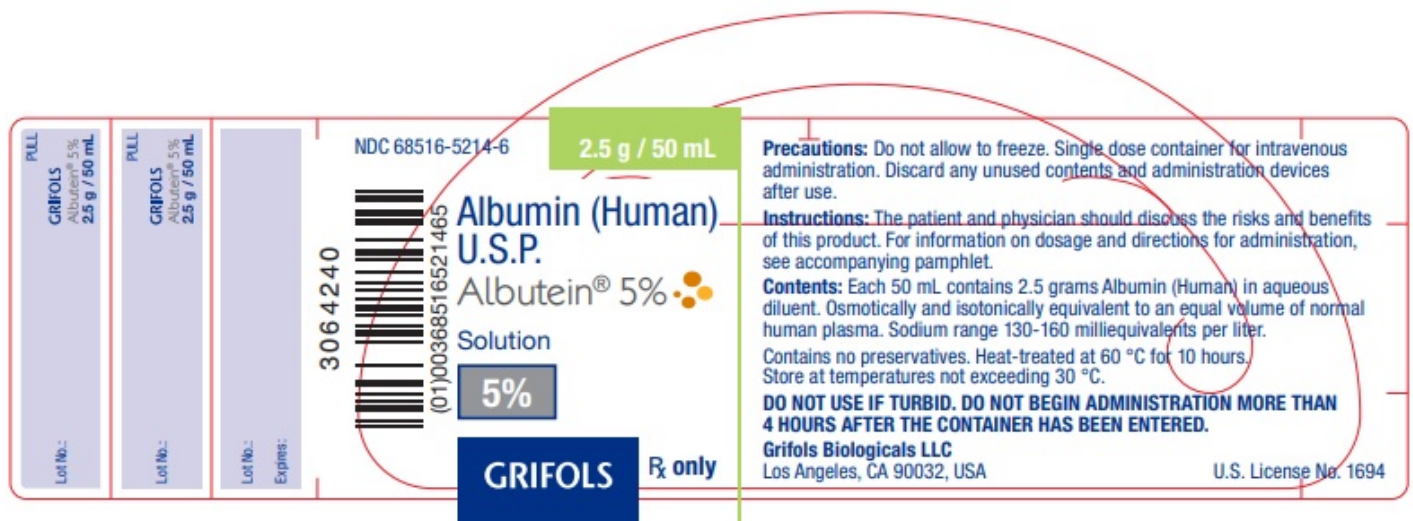 PULL
GRIFOLS
Albutein® 5%
2.5 g / 50 mL
Lot No.:
PULL
GRIFOLS
Albutein® 5%
2.5 g / 50 mL
Lot No.:
Lot No.:
Expires:
3064240
NDC 68516-5214-6
(01)00368516521465
2.5 g / 50 mL
Albumin (Human)
U.S.P.
Albutein® 5%
Solution
5%
GRIFOLS
℞ only
Precautions: Do not allow to freeze. Single dose container for intravenous
administration. Discard any unused contents and administration devices
after use.
Instructions: The patient and physician should discuss the risks and benefits
of this product. For information on dosage and directions for administration,
see accompanying pamphlet.
Contents: Each 50 mL contains 2.5 grams Albumin (Human) in aqueous
diluent. Osmotically and isotonically equivalent to an equal volume of normal
human plasma. Sodium range 130-160 milliequivalents per liter.
Contains no preservatives. Heat-treated at 60 °C for 10 hours.
Store at temperatures not exceeding 30 °C.
DO NOT USE IF TURBID. DO NOT BEGIN ADMINISTRATION MORE THAN
4 HOURS AFTER THE CONTAINER HAS BEEN ENTERED.
Grifols Biologicals LLC
Los Angeles, CA 90032, USA
U.S. License No. 1694